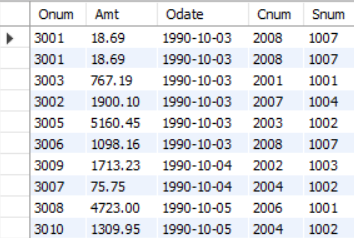 Onum Amt Odate Cnum Snum
3001 18.69 1990-10-03 2008 1007
3001 18.69 1990-10-03 2008 1007
3003 767.19 1990-10-03 2001 1001
3002 1900.10 1990-10-03 2007 1004
3005 5160.45 1990-10-03 2003 1002
3006 1098.16 1990-10-03 2008 1007
3009 1713.23 1990-10-04 2002 1003
3007 75.75 1990-10-04 2004 1002
3008 4723.00 1990-10-05 2006 1001
3010 1309.95 1990-10-05 2004 1002